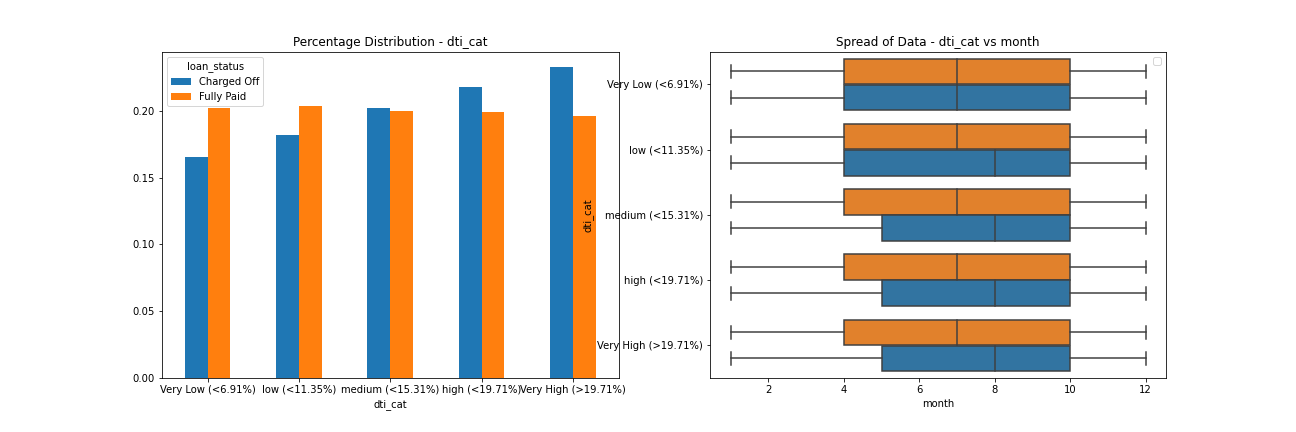 Percentage Distribution - dti_cat
loan_status
Charged Off
Fully Paid
0.20
0.15
0.10
0.05
0.00
Very Low (<6.91%) low (<11.35%) medium (<15.31%) high (<19.71%) Very High (>19.71%)
dti_cat
Spread of Data - dti_cat vs month
dti_cat
Very Low (<6.91%)
low (<11.35%)
medium (<15.31%)
high (<19.71%)
Very High (>19.71%)
2 4 6 8 10 12
month